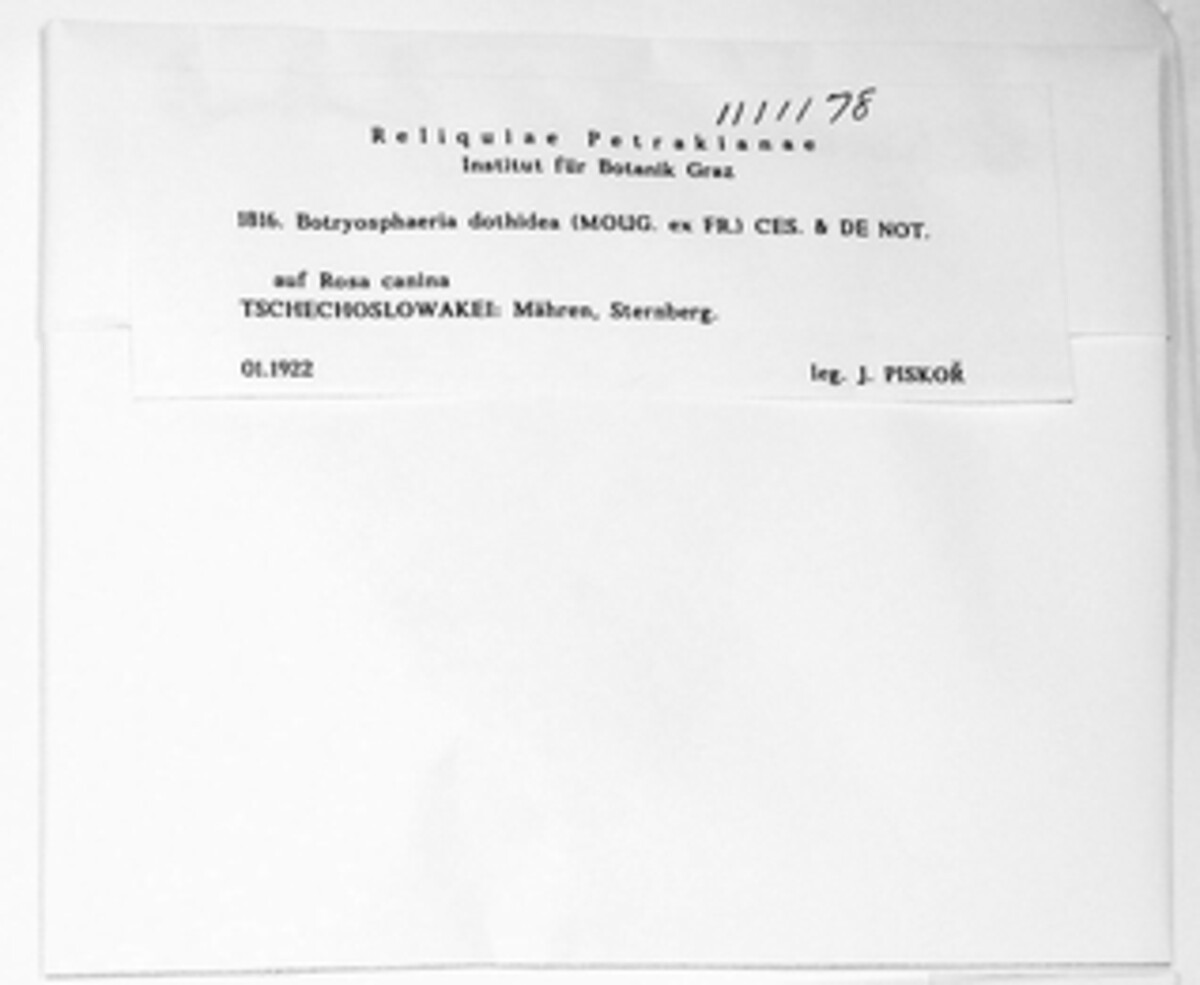 1111178
Reliquiae Petrakianae
Institut für Botanik Graz
1816. Botryosphaeria dothidea (MOUG. ex FR.) CES. & DE NOT.
auf Rosa canina
TSCHECHOSLOWAKEI: Mähren, Sternberg.
01.1922 leg. J. PISKOŘ